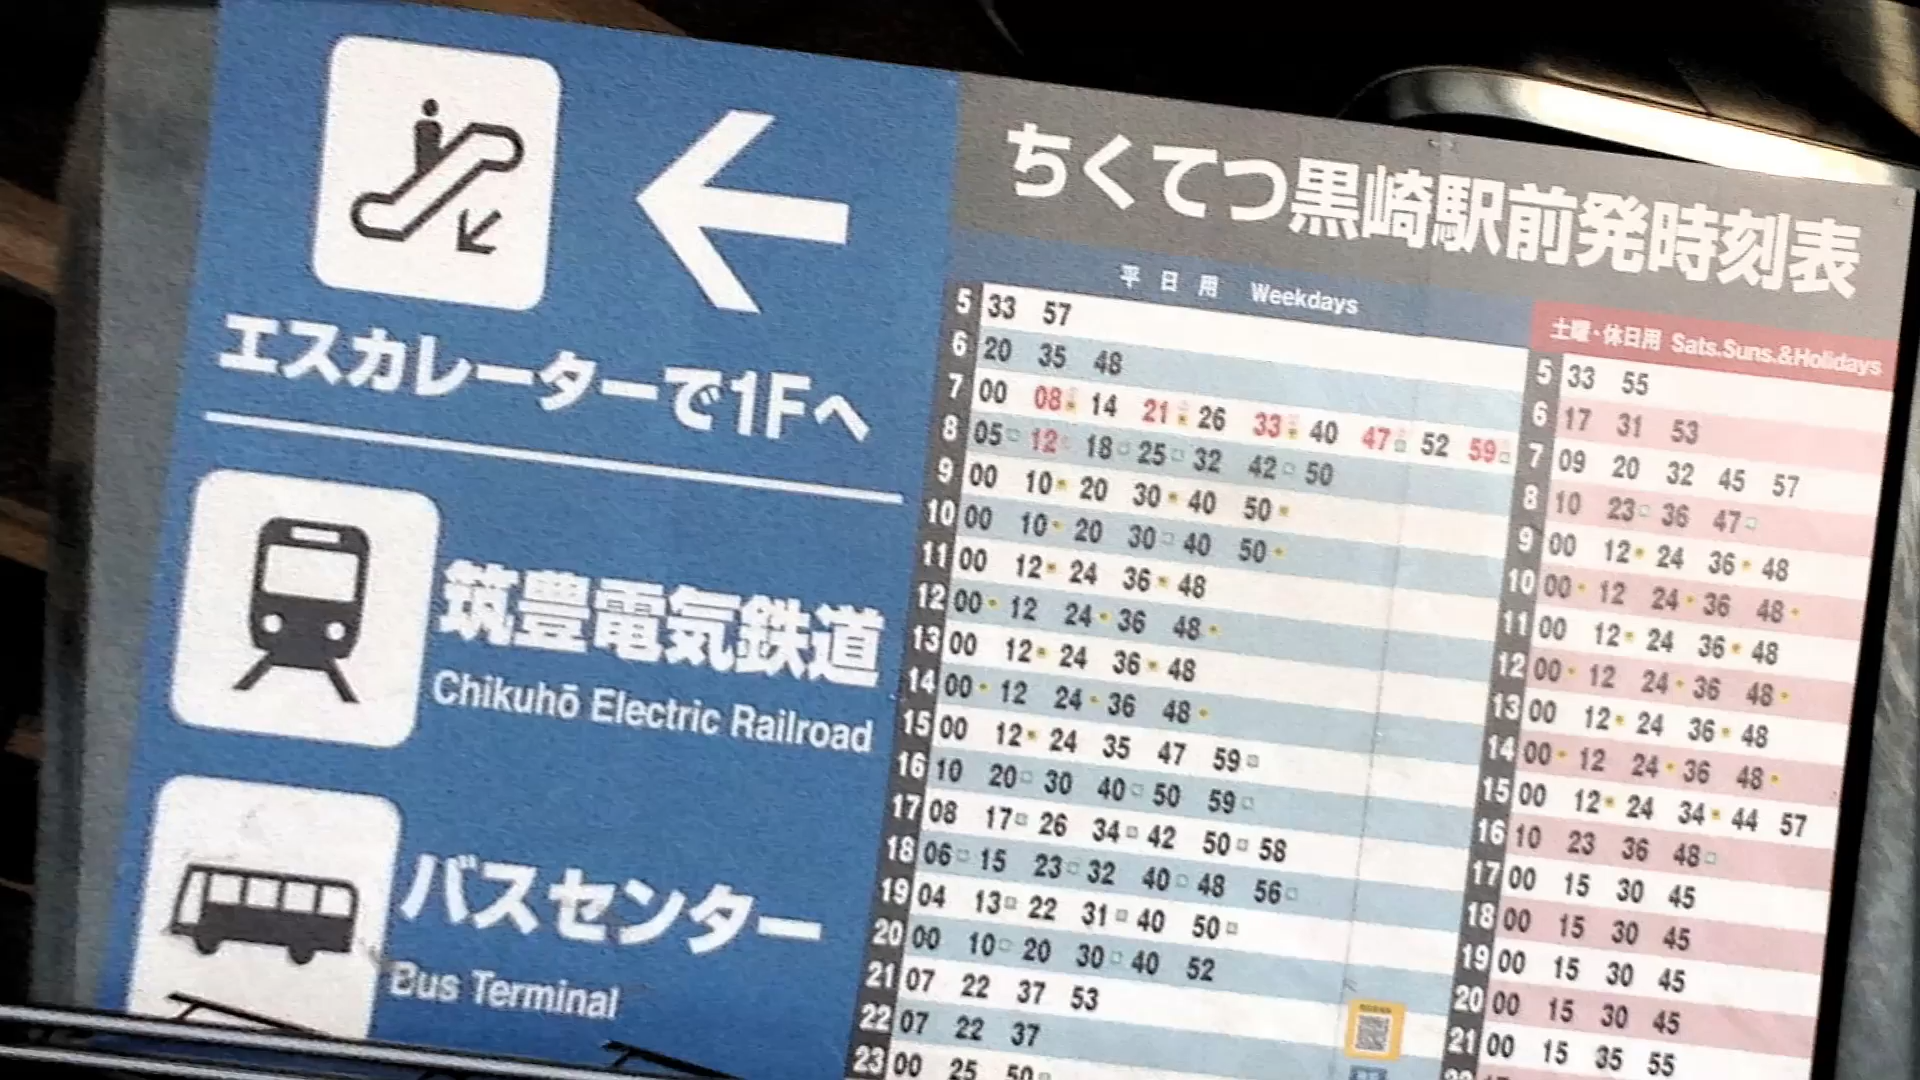 エスカレーターで1Fへ
筑豊電気鉄道
Chikuhō Electric Railroad
バスセンター
Bus Terminal
ちくてつ黒崎駅前発時刻表
平日用 Weekdays
5 33 57
6 20 35 48
7 00 08 14 21 26 33 40 47 52 59
8 05 12 18 25 32 42 50
9 00 10 20 30 40 50
10 00 10 20 30 40 50
11 00 12 24 36 48
12 00 12 24 36 48
13 00 12 24 36 48
14 00 12 24 36 48
15 00 12 24 35 47 59
16 10 20 30 40 50 59
17 08 17 26 34 42 50 58
18 06 15 23 32 40 48 56
19 04 13 22 31 40 50
20 00 10 20 30 40 52
21 07 22 37 53
22 07 22 37
23 00 25 50
土曜・休日用 Sats.Suns.&Holidays
5 33 55
6 17 31 53
7 09 20 32 45 57
8 10 23 36 47
9 00 12 24 36 48
10 00 12 24 36 48
11 00 12 24 36 48
12 00 12 24 36 48
13 00 12 24 36 48
14 00 12 24 36 48
15 00 12 24 34 44 57
16 10 23 36 48
17 00 15 30 45
18 00 15 30 45
19 00 15 30 45
20 00 15 30 45
21 00 15 35 55